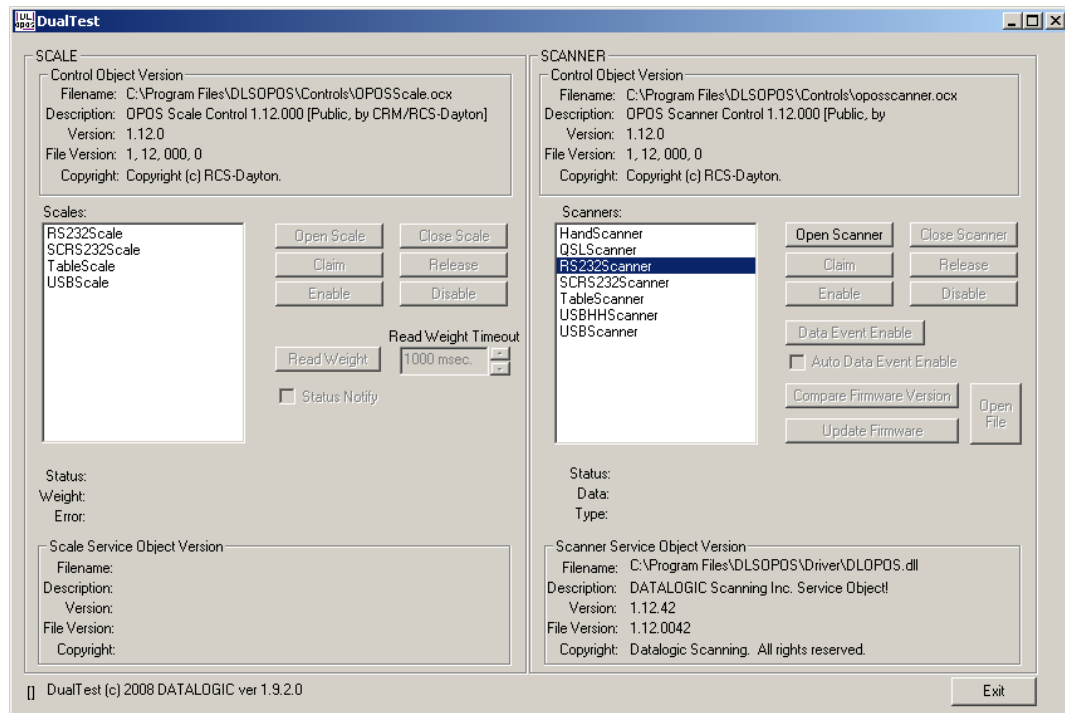 DualTest
SCALE
Control Object Version
Filename: C:\Program Files\DLSOPOS\Controls\OPOSScale.ocx
Description: OPOS Scale Control 1.12.000 [Public, by CRM/RCS-Dayton]
Version: 1.12.0
File Version: 1, 12, 000, 0
Copyright: Copyright (c) RCS-Dayton.
Scales:
RS232Scale
SCRS232Scale
TableScale
USBScale
Open Scale
Close Scale
Claim
Release
Enable
Disable
Read Weight Timeout
Read Weight
1000 msec.
Status Notify
Status:
Weight:
Error:
Scale Service Object Version
Filename:
Description:
Version:
File Version:
Copyright:
SCANNER
Control Object Version
Filename: C:\Program Files\DLSOPOS\Controls\oposscanner.ocx
Description: OPOS Scanner Control 1.12.000 [Public, by
Version: 1.12.0
File Version: 1, 12, 000, 0
Copyright: Copyright (c) RCS-Dayton.
Scanners:
HandScanner
QSLScanner
RS232Scanner
SCRS232Scanner
TableScanner
USBHHScanner
USBScanner
Open Scanner
Close Scanner
Claim
Release
Enable
Disable
Data Event Enable
Auto Data Event Enable
Compare Firmware Version
Update Firmware
Open
File
Status:
Data:
Type:
Scanner Service Object Version
Filename: C:\Program Files\DLSOPOS\Driver\DLOPOS.dll
Description: DATALOGIC Scanning Inc. Service Object!
Version: 1.12.42
File Version: 1.12.0042
Copyright: Datalogic Scanning. All rights reserved.
[] DualTest (c) 2008 DATALOGIC ver 1.9.2.0
Exit